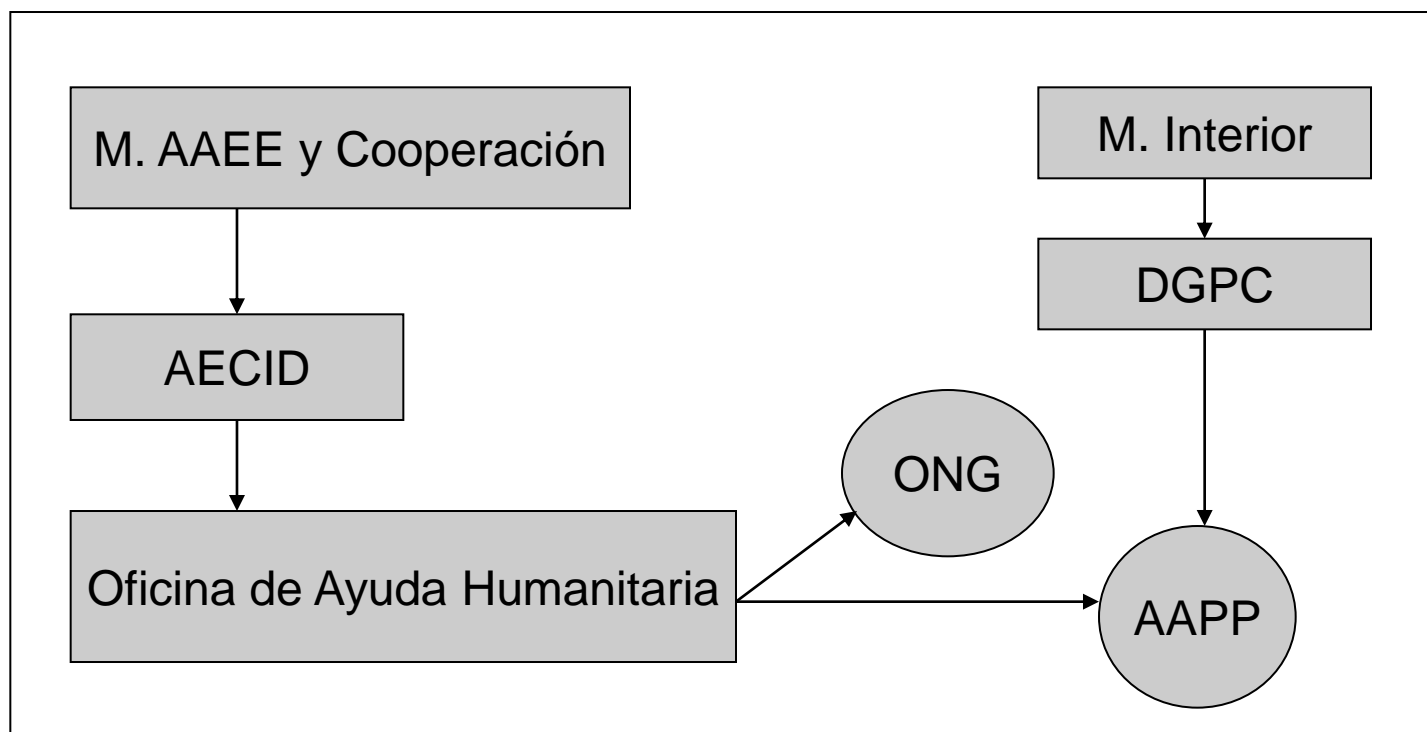 M. AAEE y Cooperación
M. Interior
DGPC
AECID
ONG
Oficina de Ayuda Humanitaria
AAPP